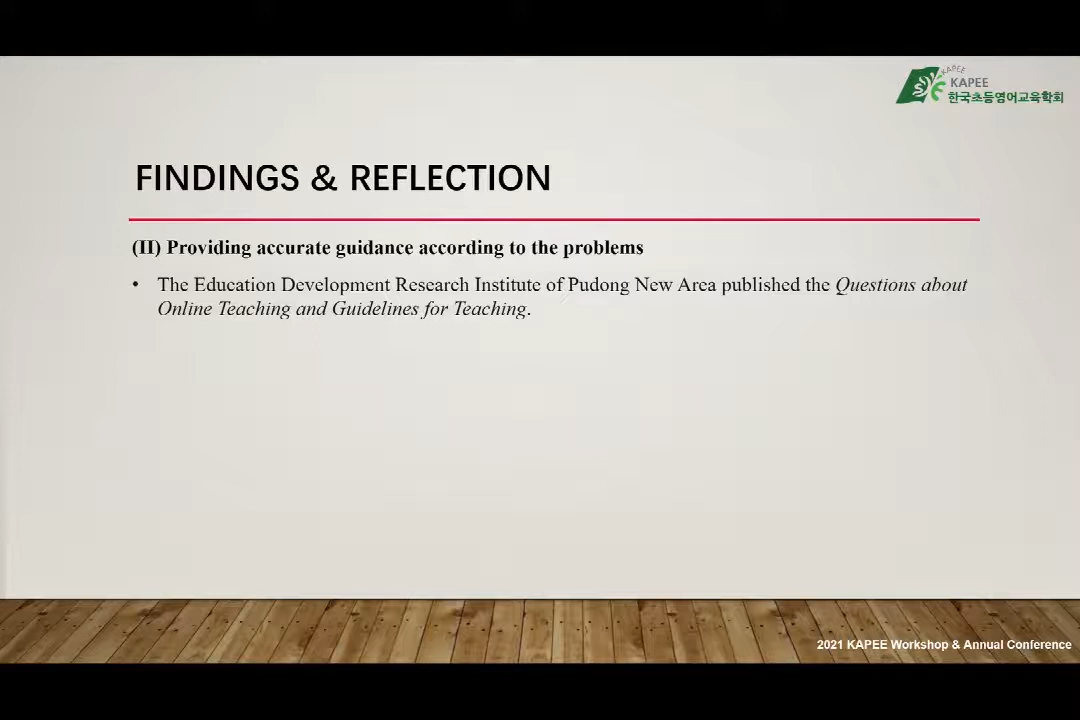 KAPEE
KAPEE
한국초등영어교육학회
FINDINGS & REFLECTION
(II) Providing accurate guidance according to the problems
• The Education Development Research Institute of Pudong New Area published the Questions about
Online Teaching and Guidelines for Teaching.
2021 KAPEE Workshop & Annual Conference